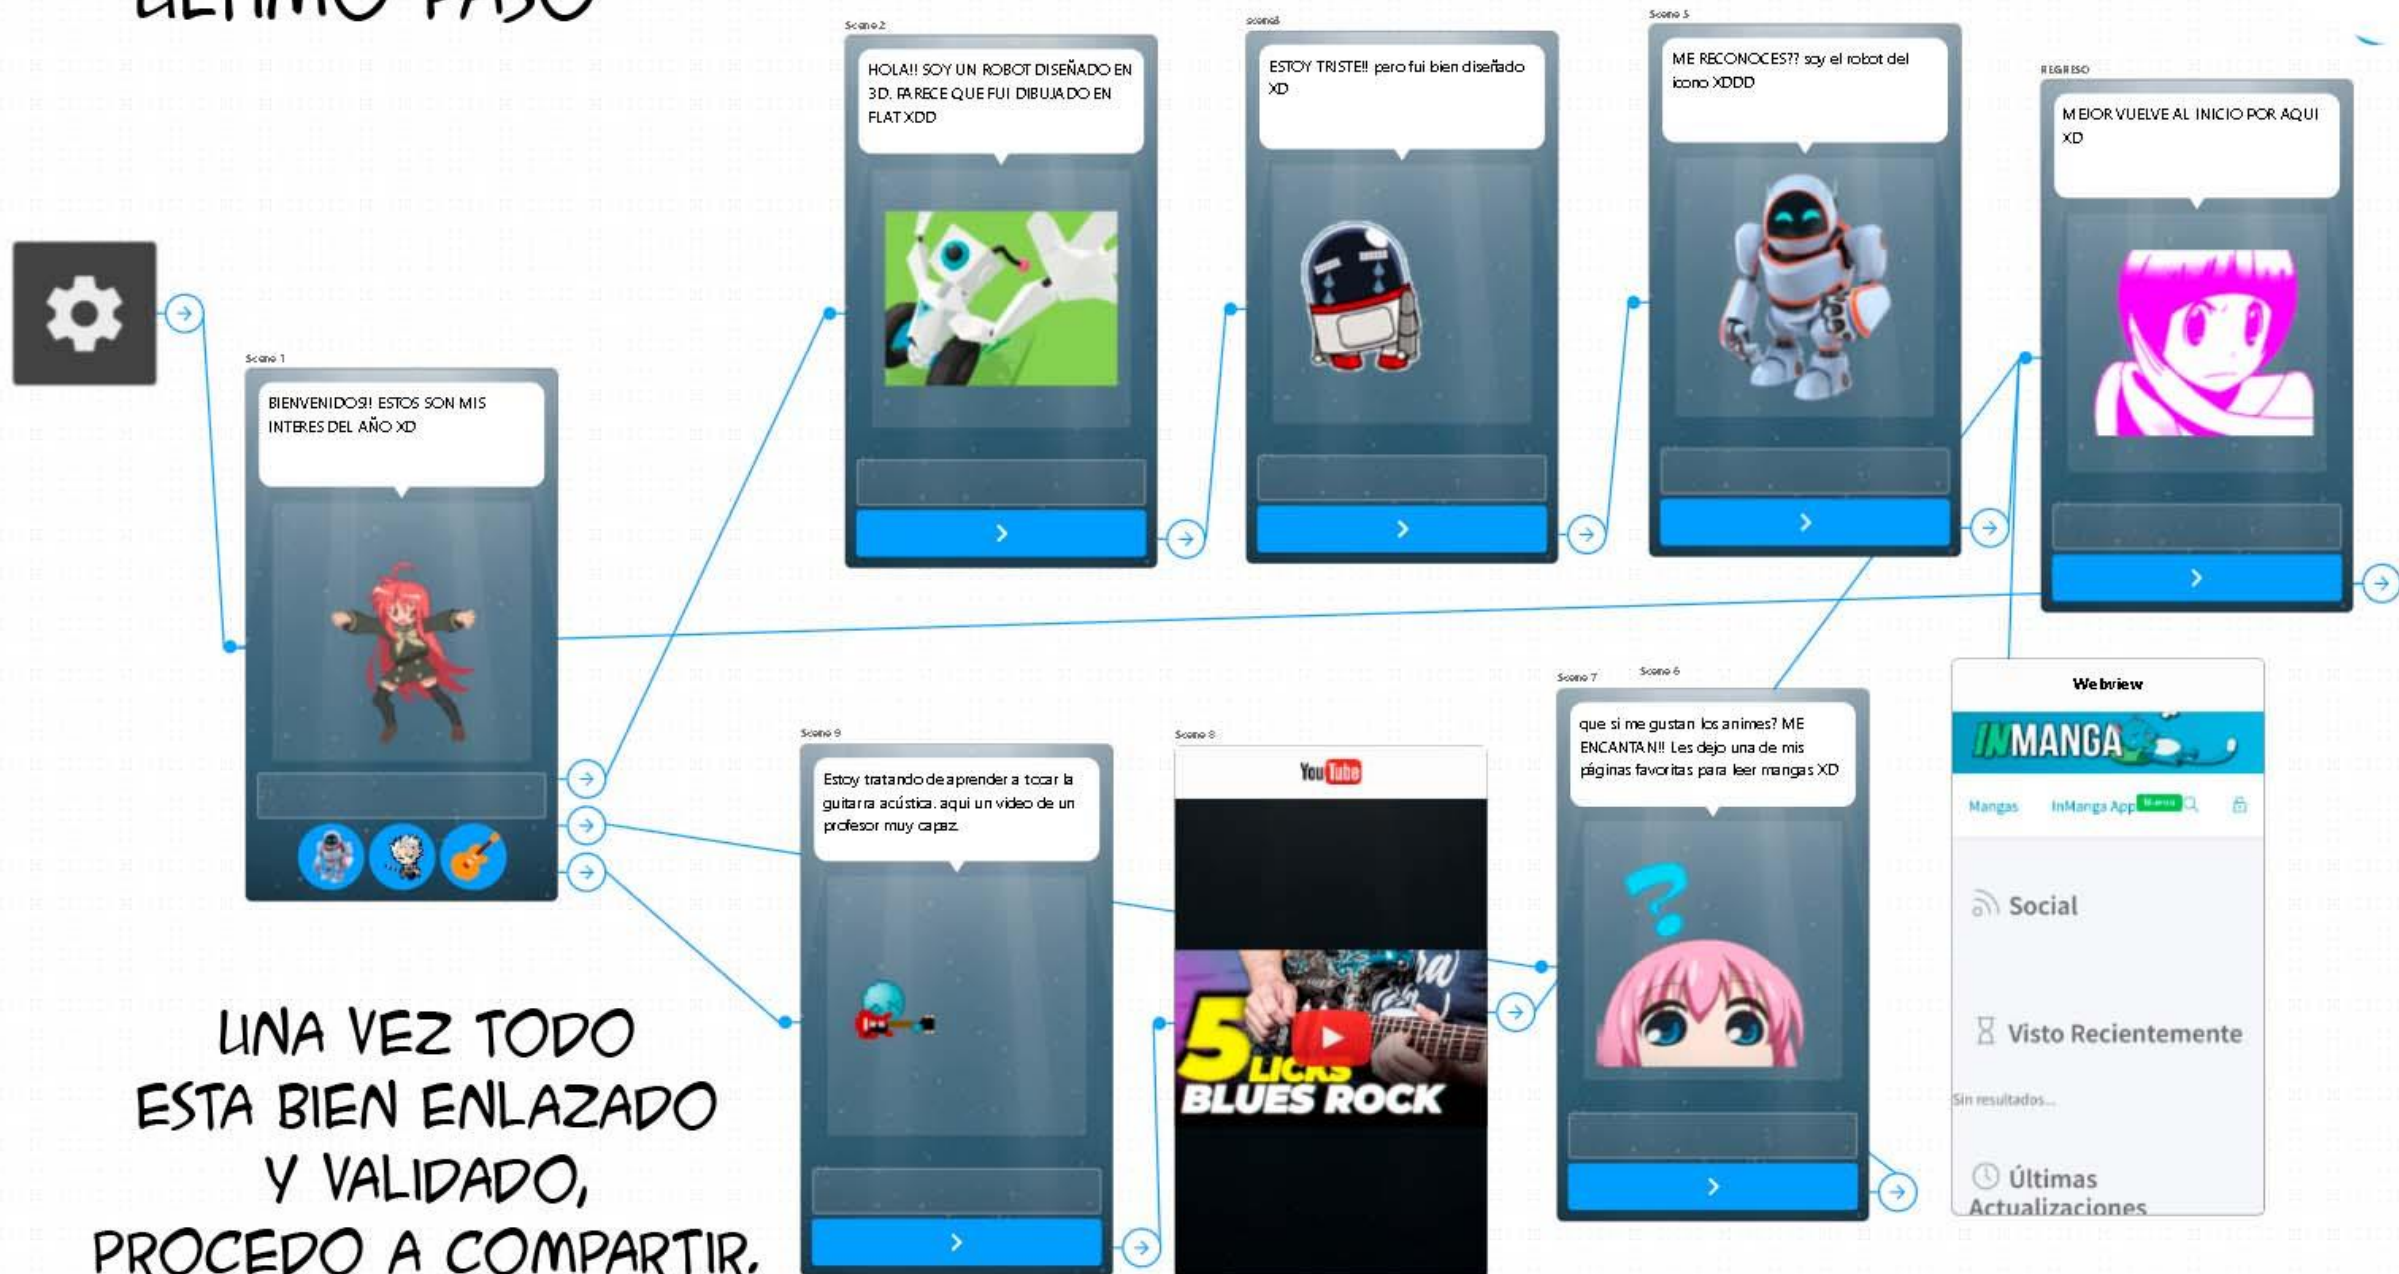 ÚLTIMO PASO
Scene 2
HOLA!! SOY UN ROBOT DISEÑADO EN
3D. PARECE QUE FUI DIBUJADO EN
FLAT XDD
scene3
ESTOY TRISTE!! pero fui bien diseñado
XD
Scene 5
ME RECONOCES?? soy el robot del
icono XDDD
REGRESO
MEJOR VUELVE AL INICIO POR AQUI
XD
Scene 1
BIENVENIDOS!! ESTOS SON MIS
INTERES DEL AÑO XD
Scene 9
Estoy tratando de aprender a tocar la
guitarra acústica. aqui un video de un
profesor muy capaz.
Scene 8
YouTube
5
LICKS
BLUES ROCK
Scene 7
Scene 6
que si me gustan los animes? ME
ENCANTAN!! Les dejo una de mis
páginas favoritas para leer mangas XD
?
Webview
INMANGA
Mangas
InManga App
Social
Visto Recientemente
Sin resultados...
Últimas
Actualizaciones
UNA VEZ TODO
ESTA BIEN ENLAZADO
Y VALIDADO,
PROCEDO A COMPARTIR.